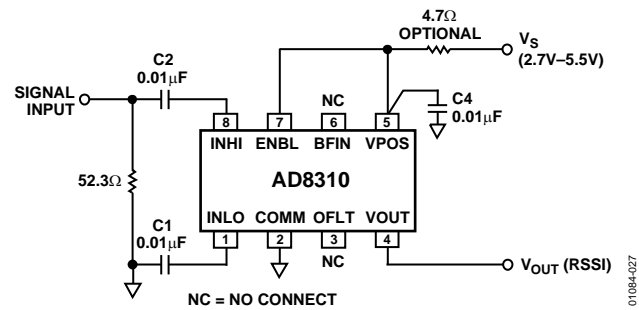 4.7Ω
OPTIONAL
VS
(2.7V–5.5V)
C2
0.01μF
SIGNAL
INPUT
NC
C4
0.01μF
8
7
6
5
INHI
ENBL
BFIN
VPOS
AD8310
52.3Ω
C1
0.01μF
INLO
COMM
OFLT
VOUT
1
2
3
4
NC
VOUT (RSSI)
NC = NO CONNECT
01084-027